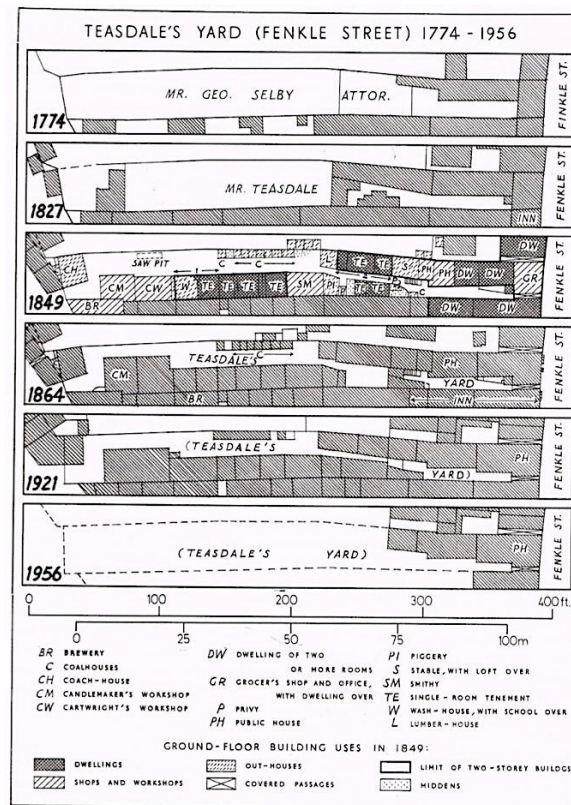 TEASDALE'S YARD (FENKLE STREET) 1774 - 1956
MR. GEO. SELBY ATTOR.
1774
FINKLE ST.
MR. TEASDALE
1827
INN
FENKLE ST.
CH
SAW PIT
C C
L TE TE S PH PH DW DW
DW
GR
CM CW W TE TE TE TE SM PI TE TE
C
1849
BR
DW DW
FENKLE ST.
C
TEASDALE'S
CM
PH
YARD
1864
BR
INN
FENKLE ST.
(TEASDALE'S
YARD)
PH
1921
FENKLE ST.
(TEASDALE'S YARD)
PH
1956
FENKLE ST.
0 100 200 300 400 ft.
0 25 50 75 100m
BR BREWERY
C COALHOUSES
CH COACH-HOUSE
CM CANDLEMAKER'S WORKSHOP
CW CARTWRIGHT'S WORKSHOP
DW DWELLING OF TWO
OR MORE ROOMS
GR GROCER'S SHOP AND OFFICE,
WITH DWELLING OVER
P PRIVY
PH PUBLIC HOUSE
PI PIGGERY
S STABLE, WITH LOFT OVER
SM SMITHY
TE SINGLE-ROOM TENEMENT
W WASH-HOUSE, WITH SCHOOL OVER
L LUMBER-HOUSE
GROUND-FLOOR BUILDING USES IN 1849:
DWELLINGS
SHOPS AND WORKSHOPS
OUT-HOUSES
COVERED PASSAGES
LIMIT OF TWO-STOREY BUILDGS
MIDDENS